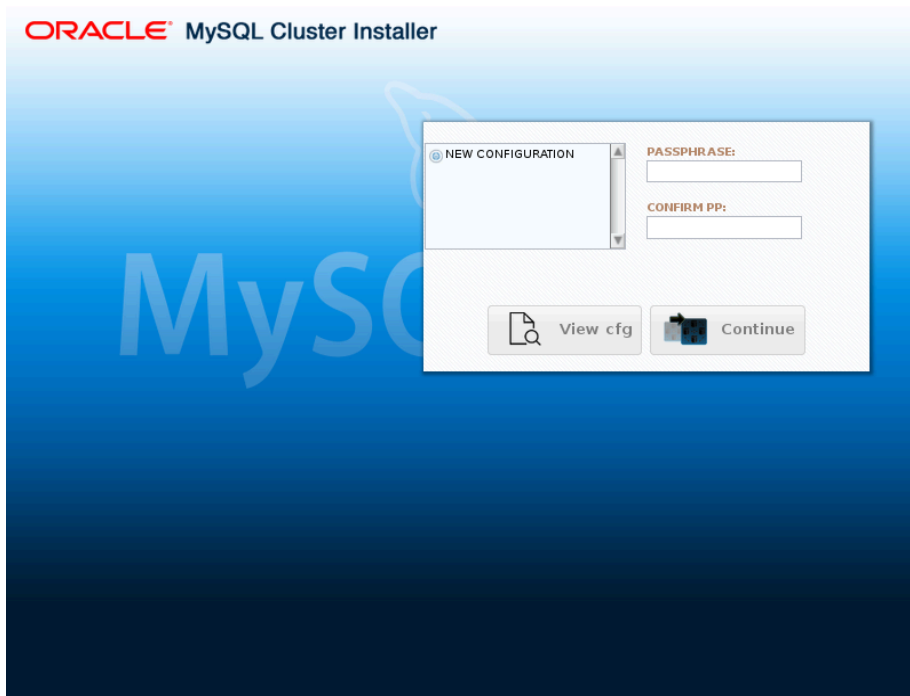 ORACLE® MySQL Cluster Installer
NEW CONFIGURATION
PASSPHRASE:
CONFIRM PP:
MySQ
View cfg
Continue